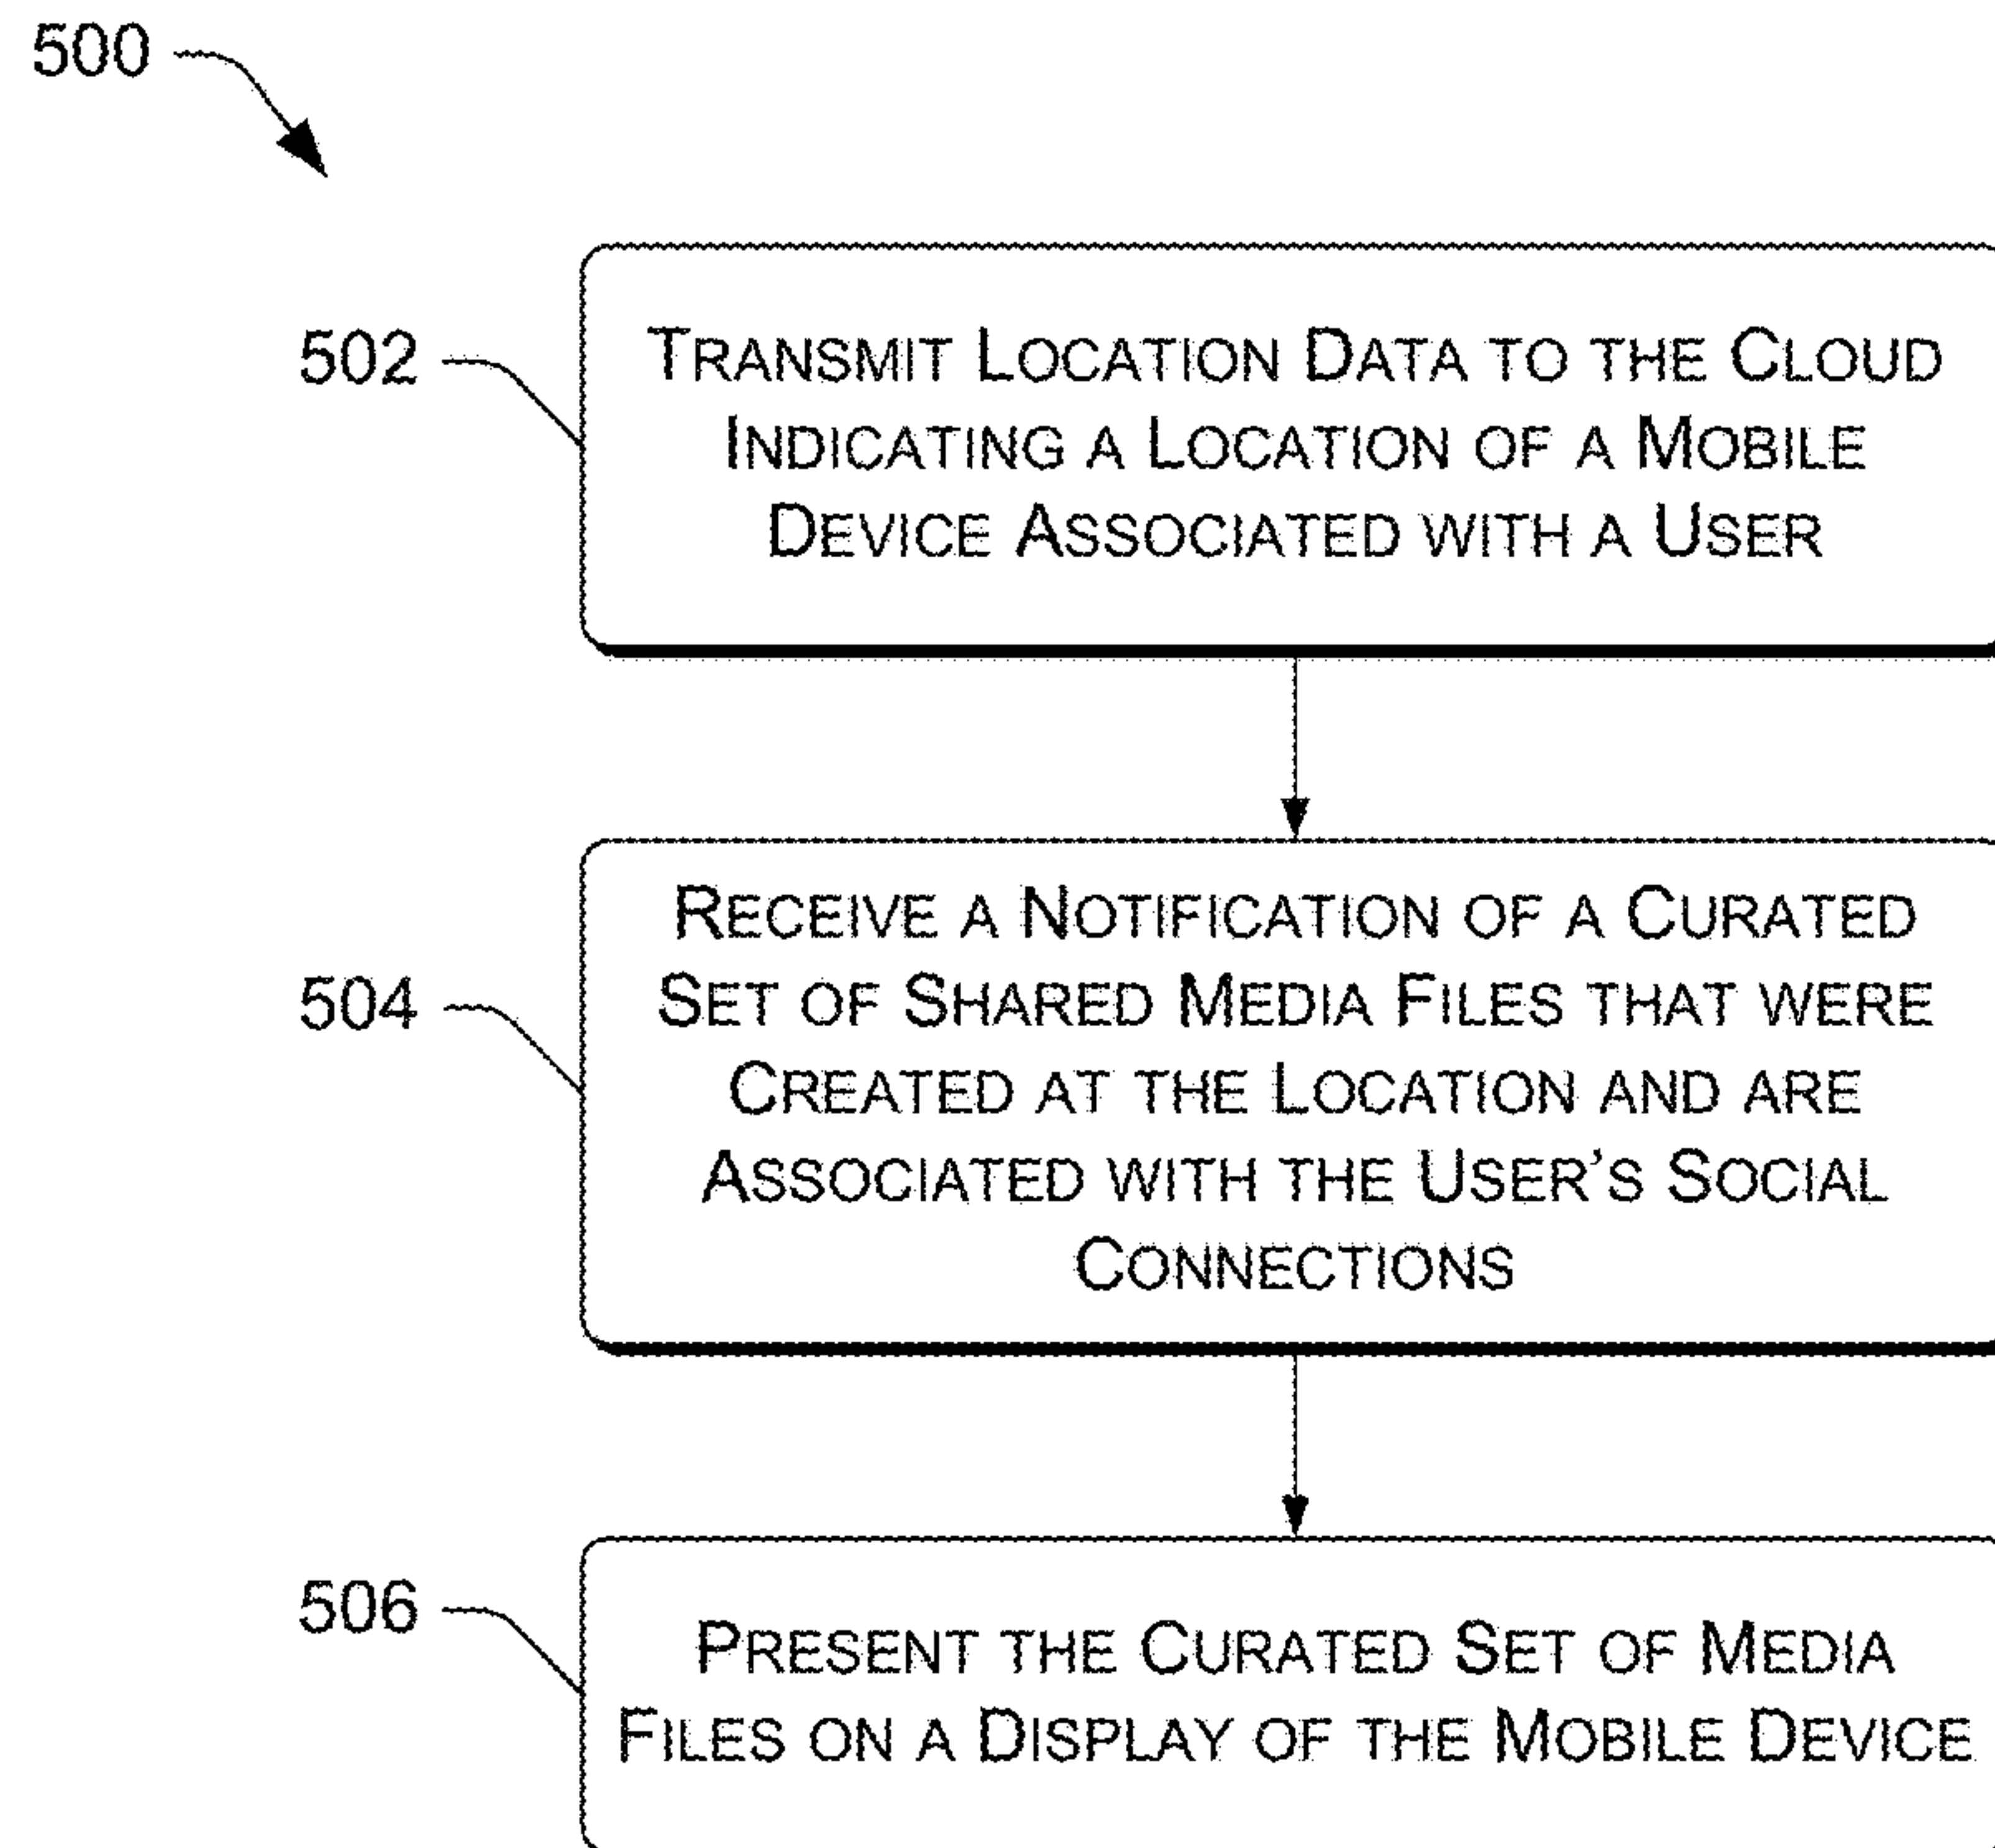 500
502
TRANSMIT LOCATION DATA TO THE CLOUD
INDICATING A LOCATION OF A MOBILE
DEVICE ASSOCIATED WITH A USER
504
RECEIVE A NOTIFICATION OF A CURATED
SET OF SHARED MEDIA FILES THAT WERE
CREATED AT THE LOCATION AND ARE
ASSOCIATED WITH THE USER'S SOCIAL
CONNECTIONS
506
PRESENT THE CURATED SET OF MEDIA
FILES ON A DISPLAY OF THE MOBILE DEVICE